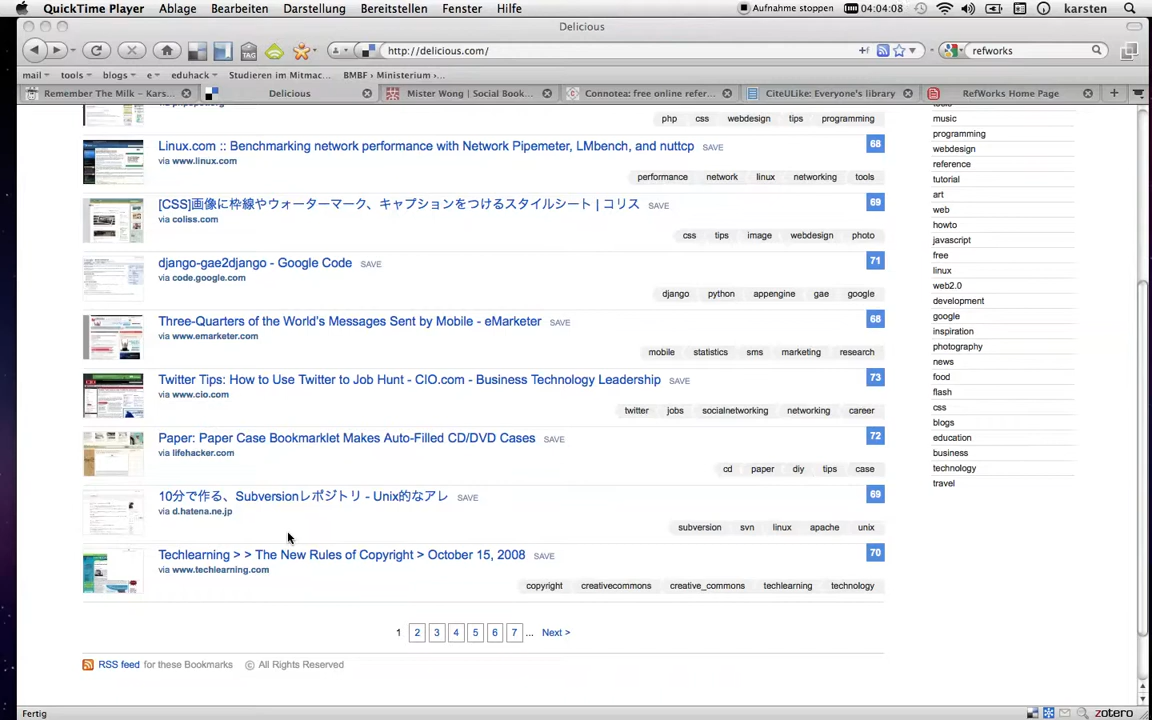 QuickTime Player Ablage Bearbeiten Darstellung Bereitstellen Fenster Hilfe Aufnahme stoppen 04:04:08 karsten
Delicious
http://delicious.com/ refworks
mail tools blogs e eduhack Studieren im Mitmac... BMBF › Ministerium ›...
Remember The Milk - Kars... Delicious Mister Wong | Social Book... Connotea: free online refer... CiteULike: Everyone's library RefWorks Home Page
php css webdesign tips programming
Linux.com :: Benchmarking network performance with Network Pipemeter, LMbench, and nuttcp SAVE 68
via www.linux.com
performance network linux networking tools
[CSS]画像に枠線やウォーターマーク、キャプションをつけるスタイルシート | コリス SAVE 69
via coliss.com
css tips image webdesign photo
django-gae2django - Google Code SAVE 71
via code.google.com
django python appengine gae google
Three-Quarters of the World's Messages Sent by Mobile - eMarketer SAVE 68
via www.emarketer.com
mobile statistics sms marketing research
Twitter Tips: How to Use Twitter to Job Hunt - CIO.com - Business Technology Leadership SAVE 73
via www.cio.com
twitter jobs socialnetworking networking career
Paper: Paper Case Bookmarklet Makes Auto-Filled CD/DVD Cases SAVE 72
via lifehacker.com
cd paper diy tips case
10分で作る、Subversionレポジトリ - Unix的なアレ SAVE 69
via d.hatena.ne.jp
subversion svn linux apache unix
Techlearning > > The New Rules of Copyright > October 15, 2008 SAVE 70
via www.techlearning.com
copyright creativecommons creative_commons techlearning technology
1 2 3 4 5 6 7 ... Next >
RSS feed for these Bookmarks © All Rights Reserved
music
programming
webdesign
reference
tutorial
art
web
howto
javascript
free
linux
web2.0
development
google
inspiration
photography
news
food
flash
css
blogs
education
business
technology
travel
Fertig zotero